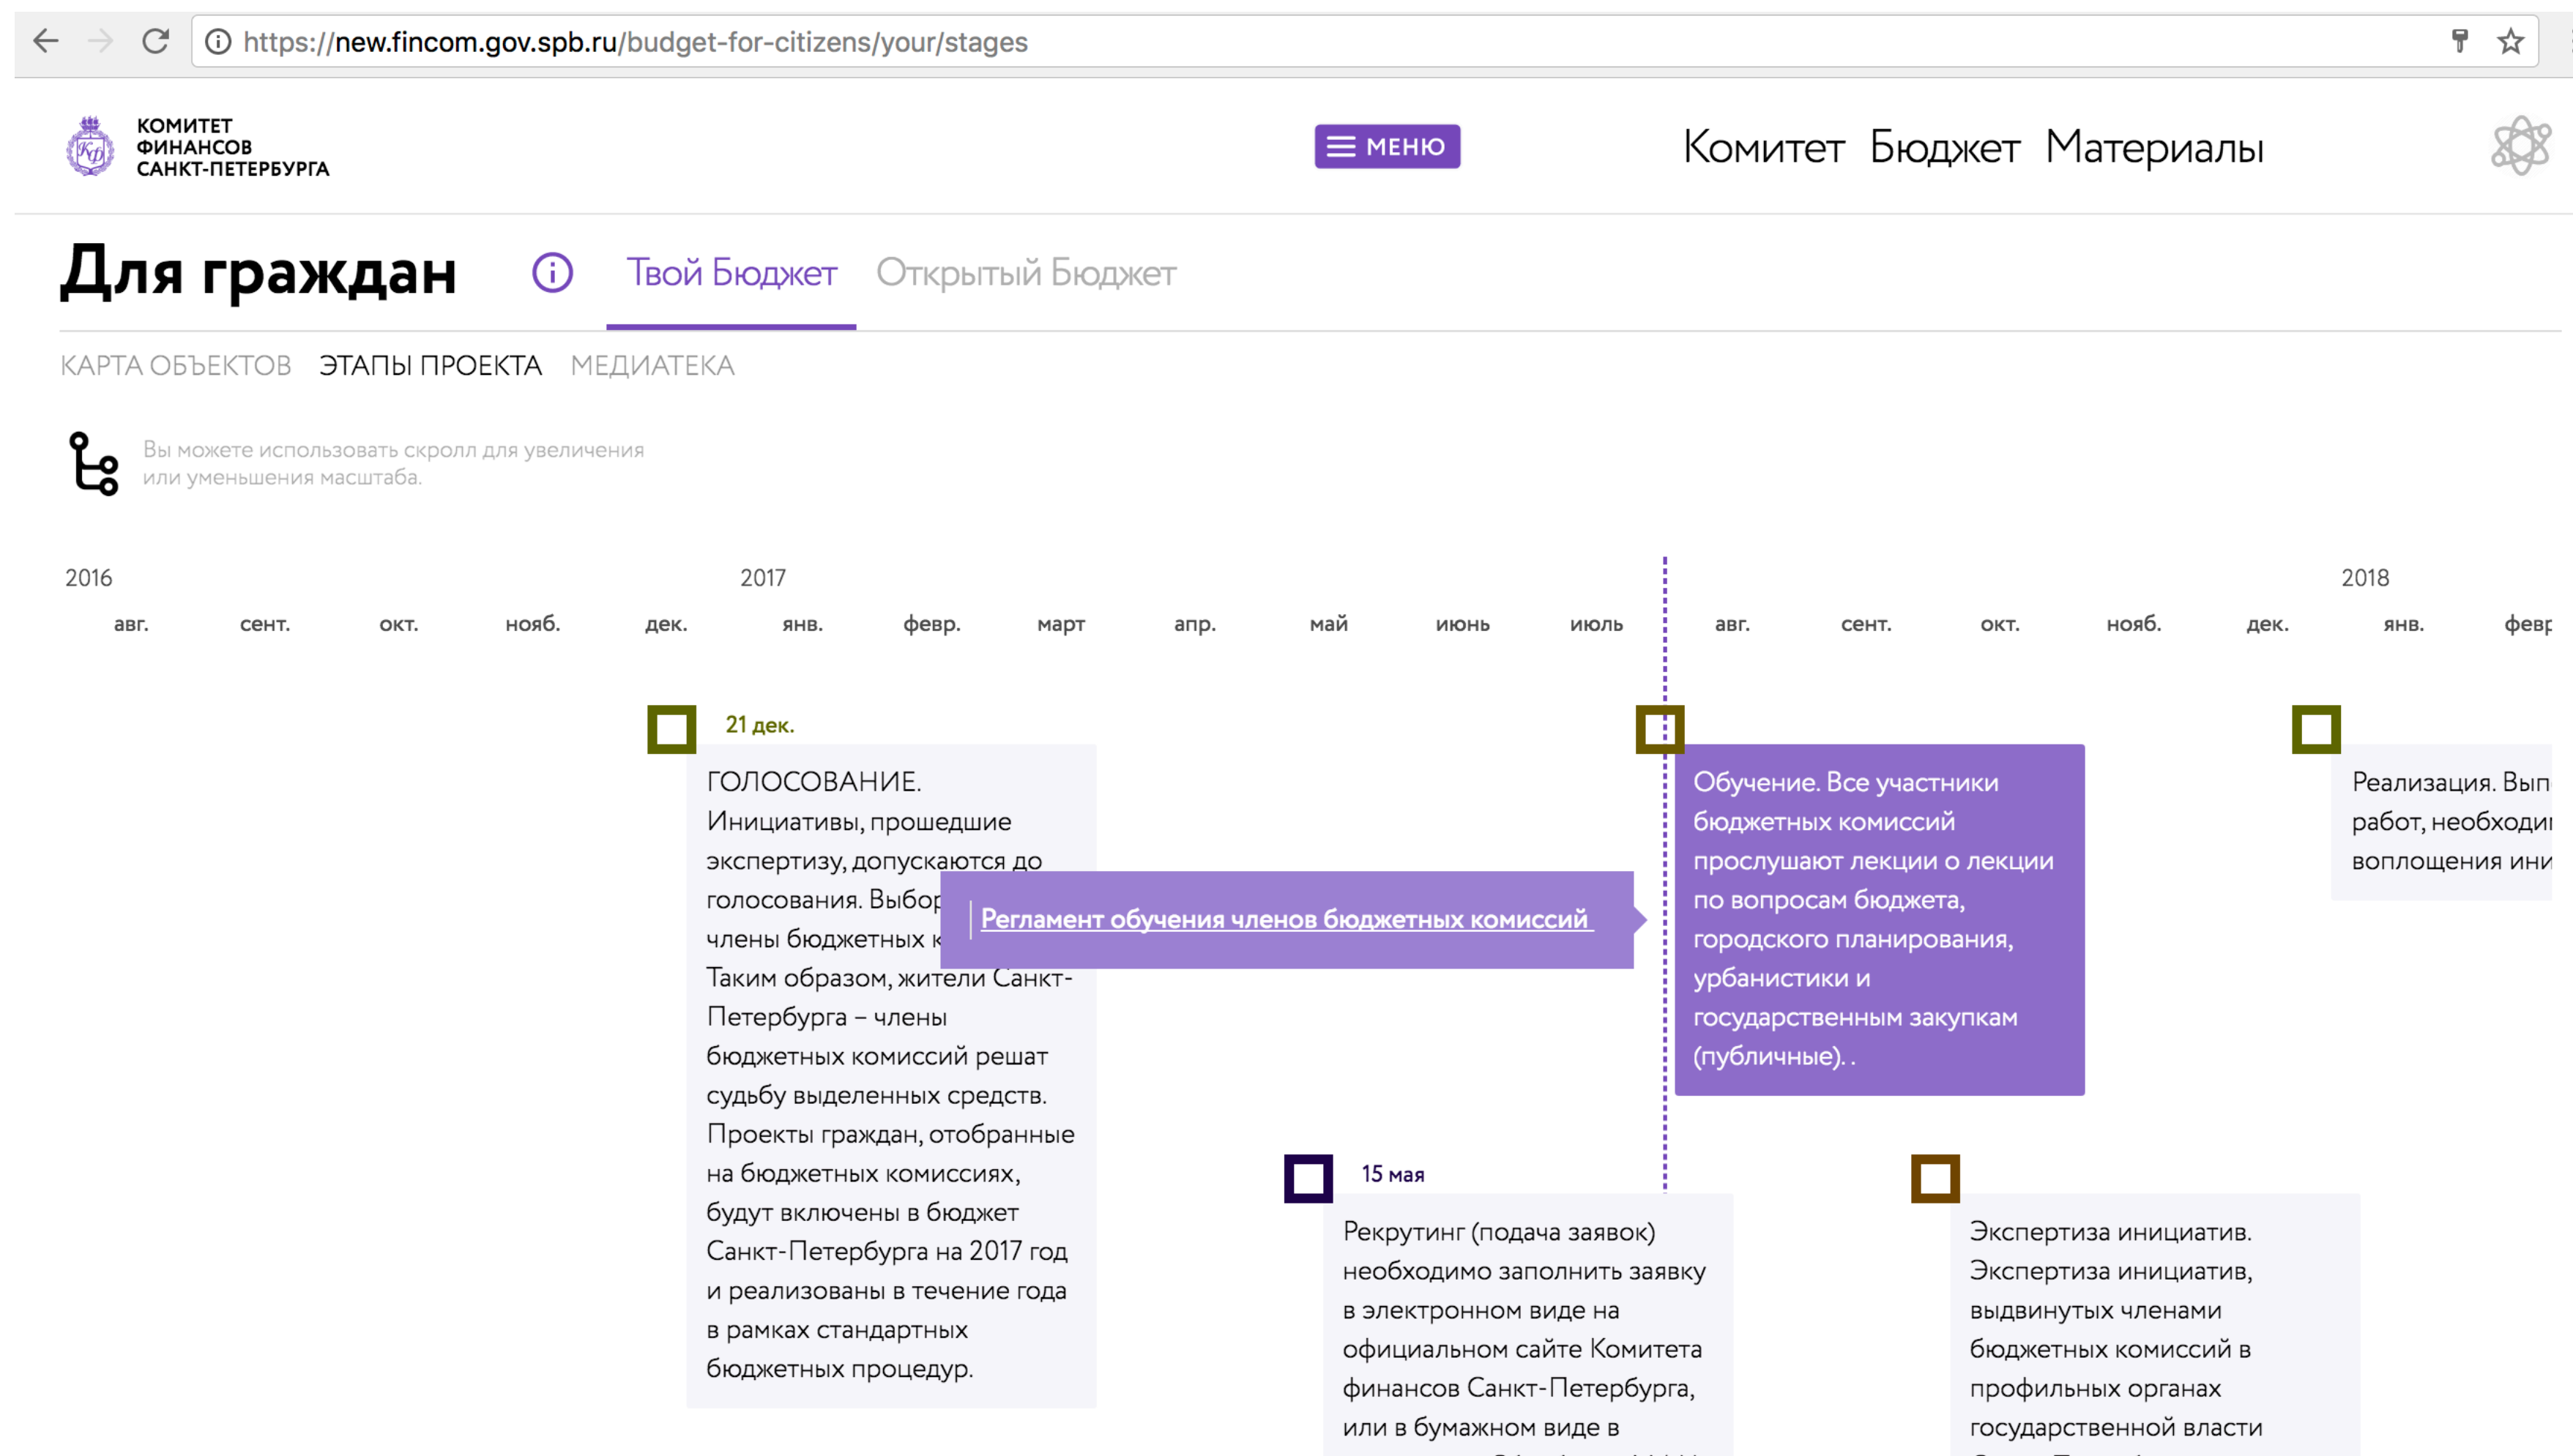 https://new.fincom.gov.spb.ru/budget-for-citizens/your/stages
КОМИТЕТ
ФИНАНСОВ
САНКТ-ПЕТЕРБУРГА
МЕНЮ
Комитет Бюджет Материалы
Для граждан
Твой Бюджет Открытый Бюджет
КАРТА ОБЪЕКТОВ ЭТАПЫ ПРОЕКТА МЕДИАТЕКА
Вы можете использовать скролл для увеличения
или уменьшения масштаба.
2016 2017 2018
авг. сент. окт. нояб. дек. янв. февр. март апр. май июнь июль авг. сент. окт. нояб. дек. янв. февр
21 дек.
ГОЛОСОВАНИЕ.
Инициативы, прошедшие
экспертизу, допускаются до
голосования. Выбор
члены бюджетных к
Таким образом, жители Санкт-
Петербурга – члены
бюджетных комиссий решат
судьбу выделенных средств.
Проекты граждан, отобранные
на бюджетных комиссиях,
будут включены в бюджет
Санкт-Петербурга на 2017 год
и реализованы в течение года
в рамках стандартных
бюджетных процедур.
Регламент обучения членов бюджетных комиссий
Обучение. Все участники
бюджетных комиссий
прослушают лекции о лекции
по вопросам бюджета,
городского планирования,
урбанистики и
государственным закупкам
(публичные). .
Реализация. Вып
работ, необходи
воплощения ини
15 мая
Рекрутинг (подача заявок)
необходимо заполнить заявку
в электронном виде на
официальном сайте Комитета
финансов Санкт-Петербурга,
или в бумажном виде в
Экспертиза инициатив.
Экспертиза инициатив,
выдвинутых членами
бюджетных комиссий в
профильных органах
государственной власти